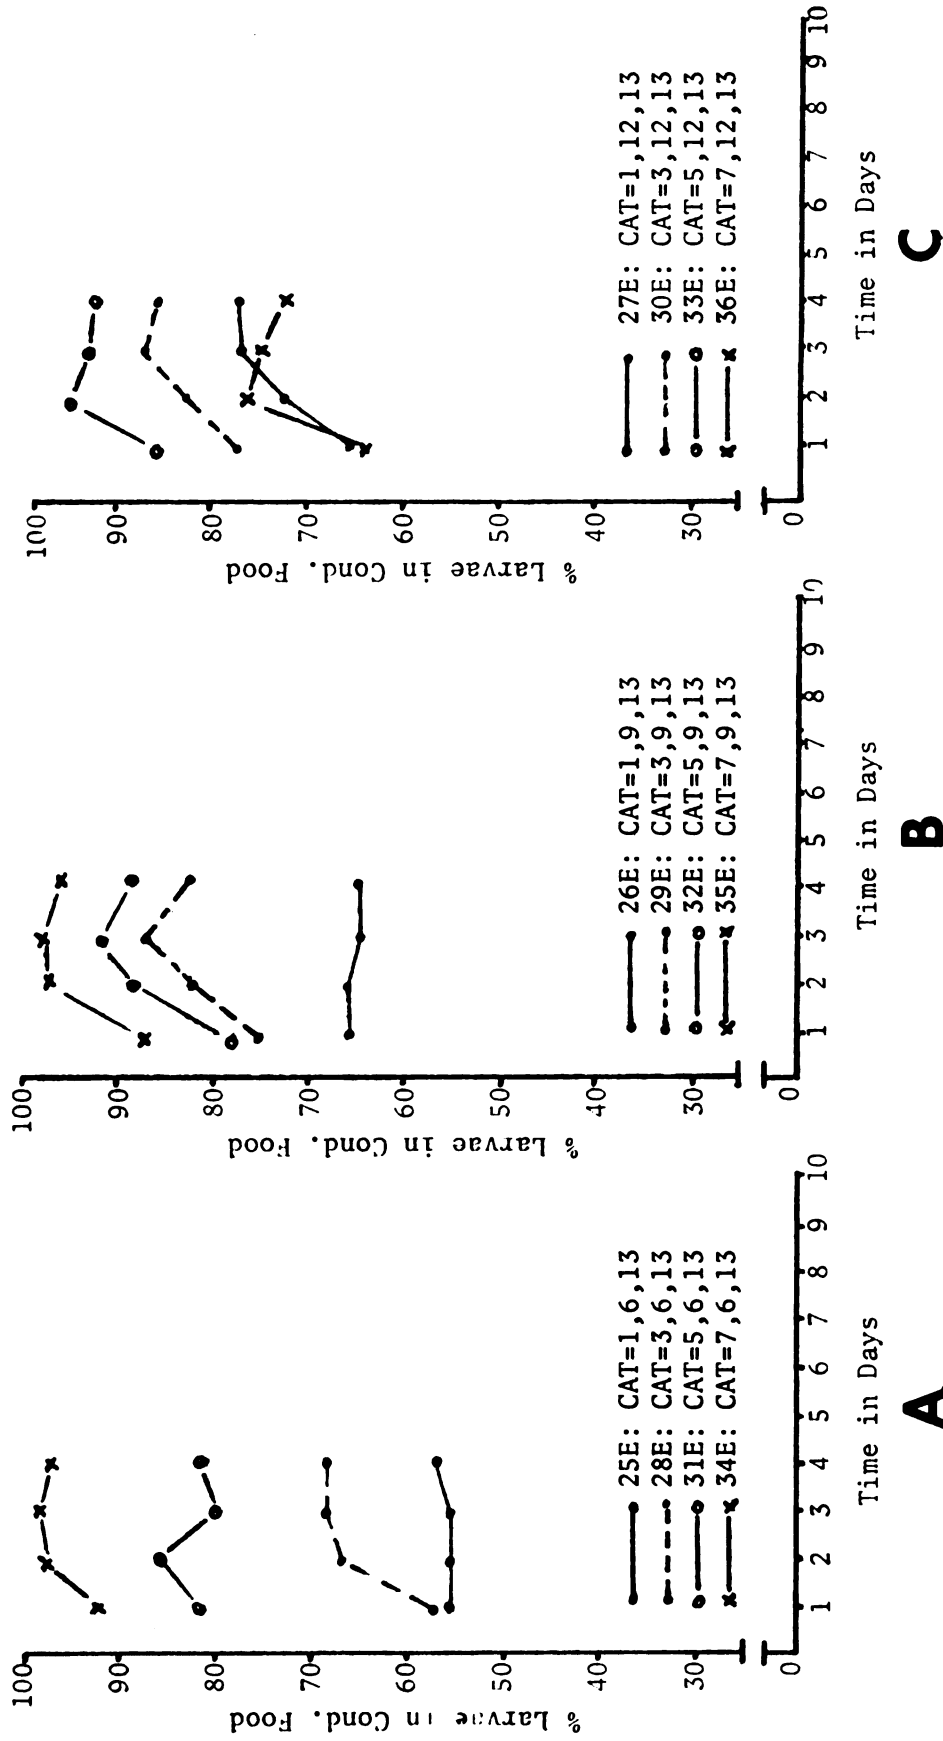 100
90
80
70
60
50
40
30
0
% Larvae in Cond. Food
25E: CAT=1,6,13
28E: CAT=3,6,13
31E: CAT=5,6,13
34E: CAT=7,6,13
1 2 3 4 5 6 7 8 9 10
Time in Days
A
100
90
80
70
60
50
40
30
0
% Larvae in Cond. Food
26E: CAT=1,9,13
29E: CAT=3,9,13
32E: CAT=5,9,13
35E: CAT=7,9,13
1 2 3 4 5 6 7 8 9 10
Time in Days
B
100
90
80
70
60
50
40
30
0
% Larvae in Cond. Food
27E: CAT=1,12,13
30E: CAT=3,12,13
33E: CAT=5,12,13
36E: CAT=7,12,13
1 2 3 4 5 6 7 8 9 10
Time in Days
C